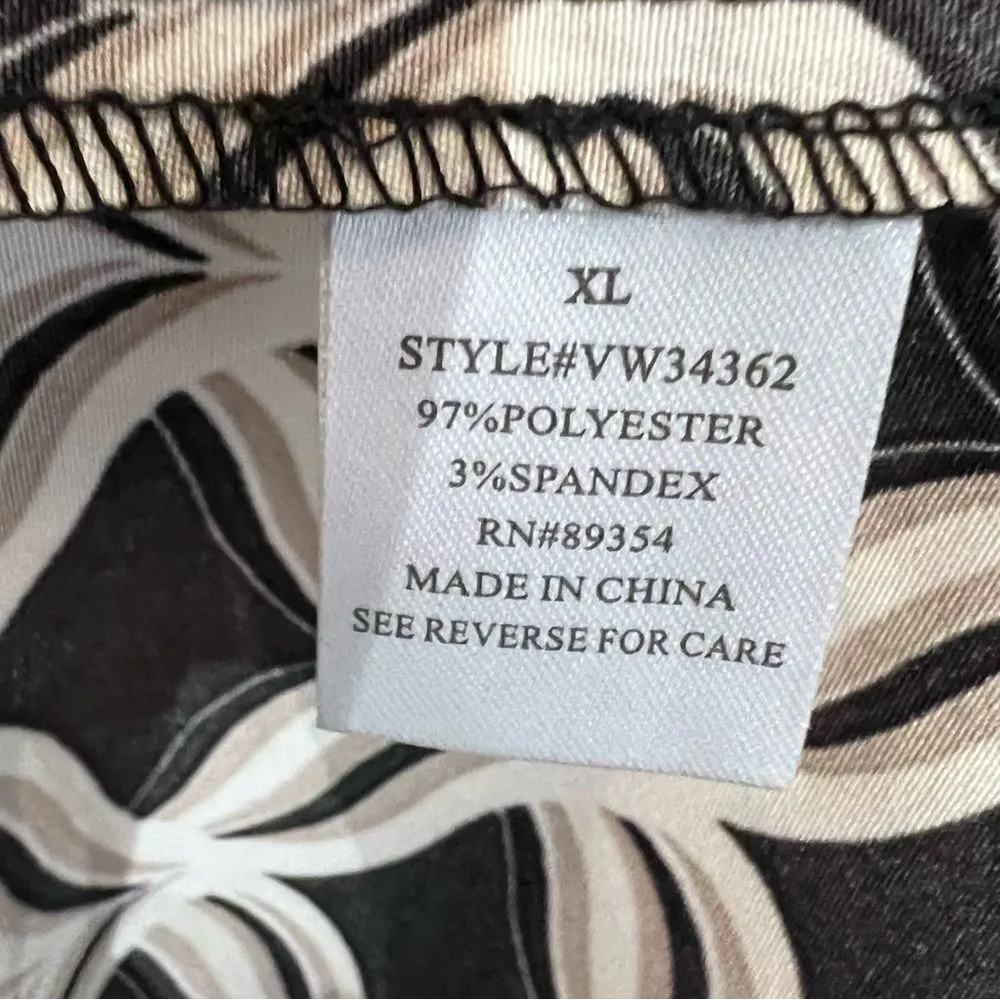 XL
STYLE#VW34362
97%POLYESTER
3%SPANDEX
RN#89354
MADE IN CHINA
SEE REVERSE FOR CARE